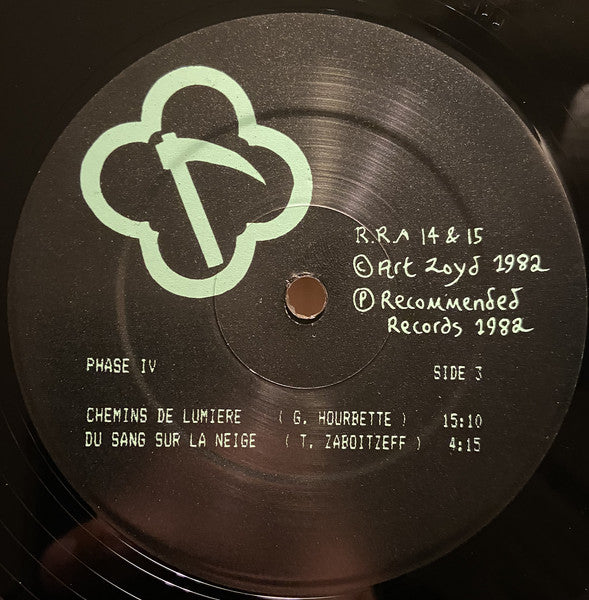 R.R.A 14 & 15
© Art Zoyd 1982
℗ Recommended
Records 1982
PHASE IV SIDE 3
CHEMINS DE LUMIERE ( G. HOURBETTE ) 15:10
DU SANG SUR LA NEIGE ( T. ZABOITZEFF ) 4:15